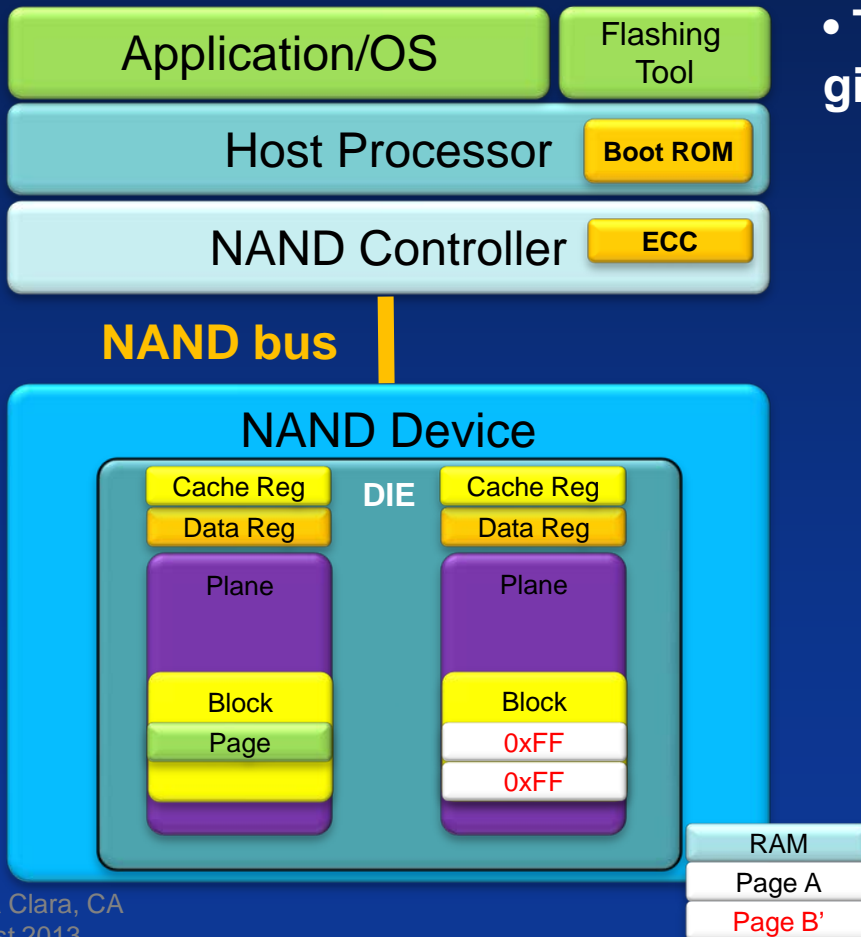 Application/OS
Flashing
Tool
Host Processor
Boot ROM
NAND Controller
ECC
NAND bus
NAND Device
Cache Reg
DIE
Cache Reg
Data Reg
Data Reg
Plane
Plane
Block
Block
Page
0xFF
0xFF
RAM
Page A
Page B’
Clara, CA
2013